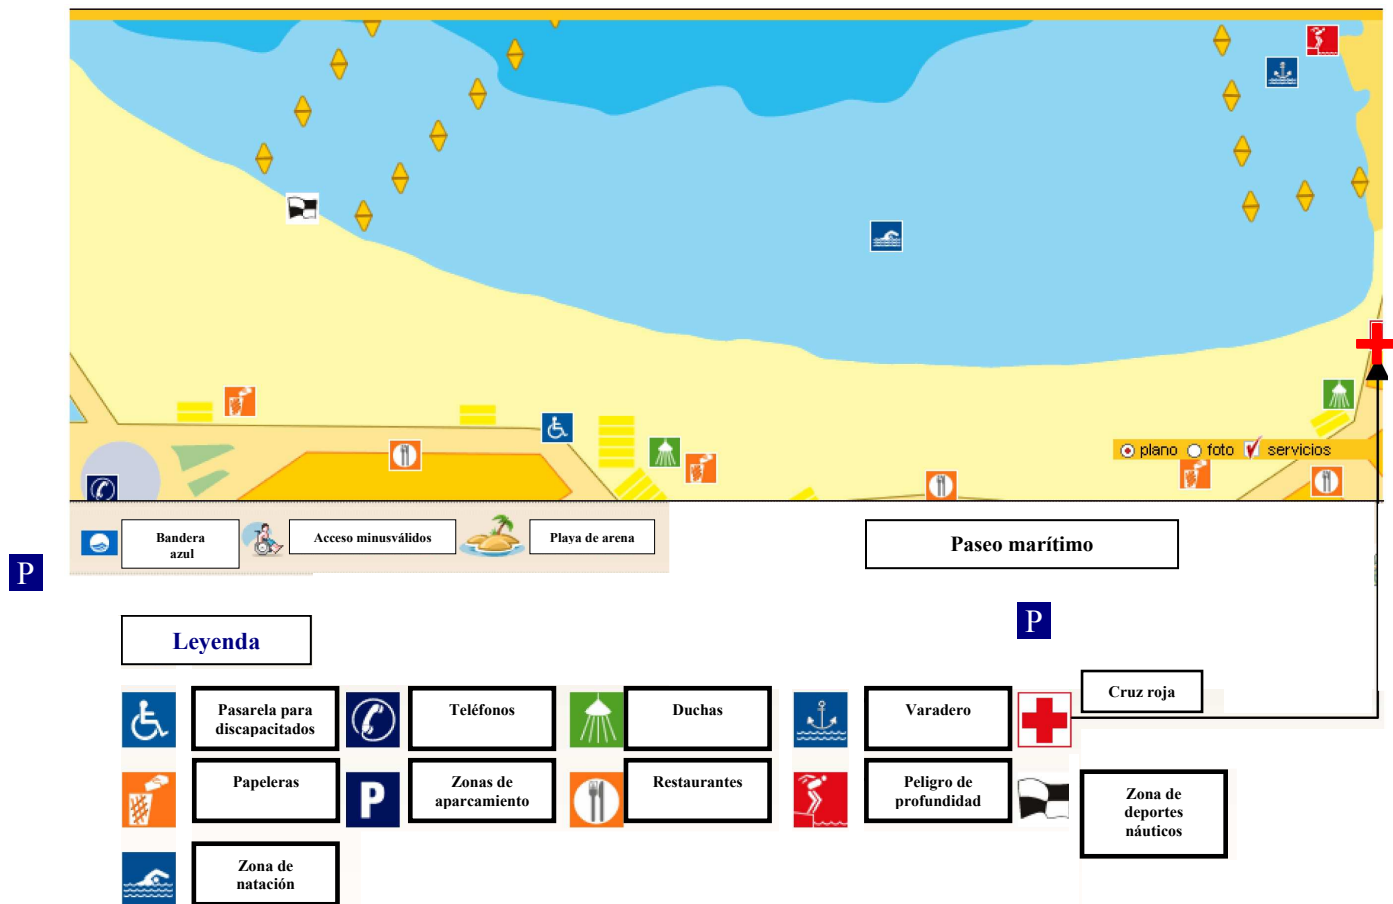 plano foto servicios
Bandera
azul
Acceso minusválidos
Playa de arena
Paseo marítimo
P
P
Leyenda
Pasarela para
discapacitados
Teléfonos
Duchas
Varadero
Cruz roja
Papeleras
P
Zonas de
aparcamiento
Restaurantes
Peligro de
profundidad
Zona de
deportes
náuticos
Zona de
natación